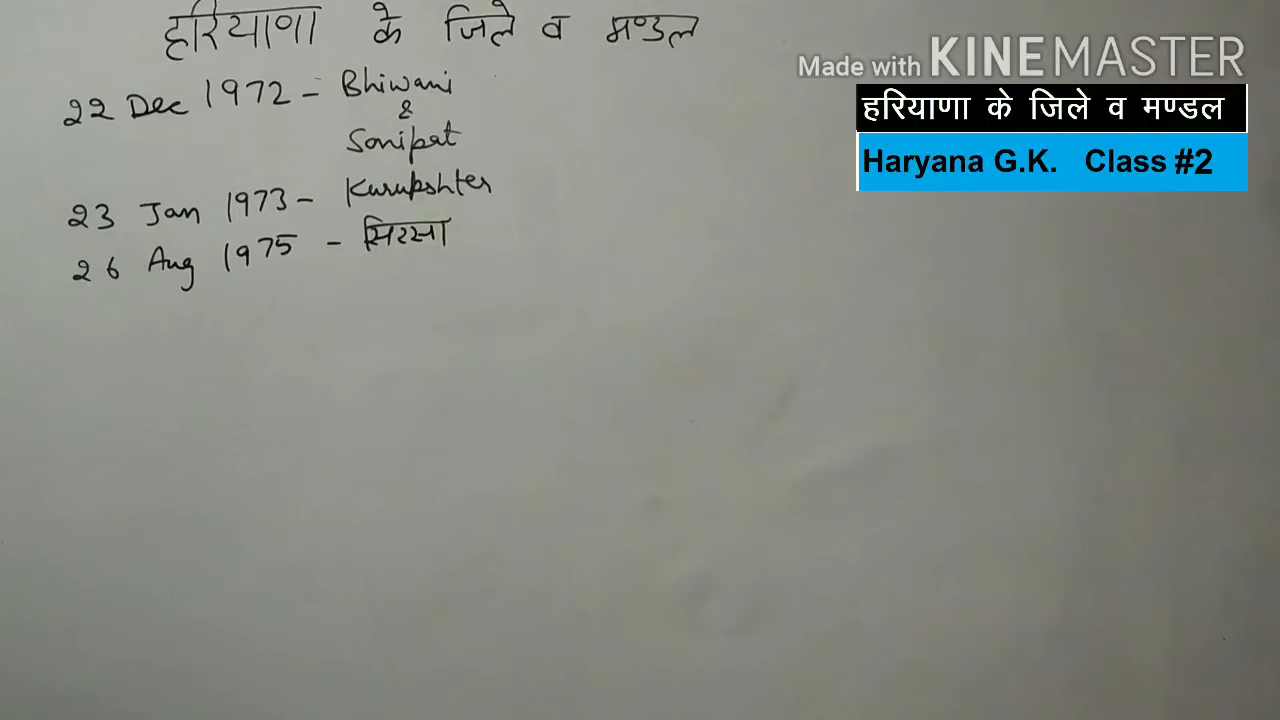 हरियाणा के जिले व मण्डल
22 Dec 1972 - Bhiwani
&
Sonipat
23 Jan 1973 - Kurukshter
26 Aug 1975 - सिरसा
Made with KINEMASTER
हरियाणा के जिले व मण्डल
Haryana G.K. Class #2